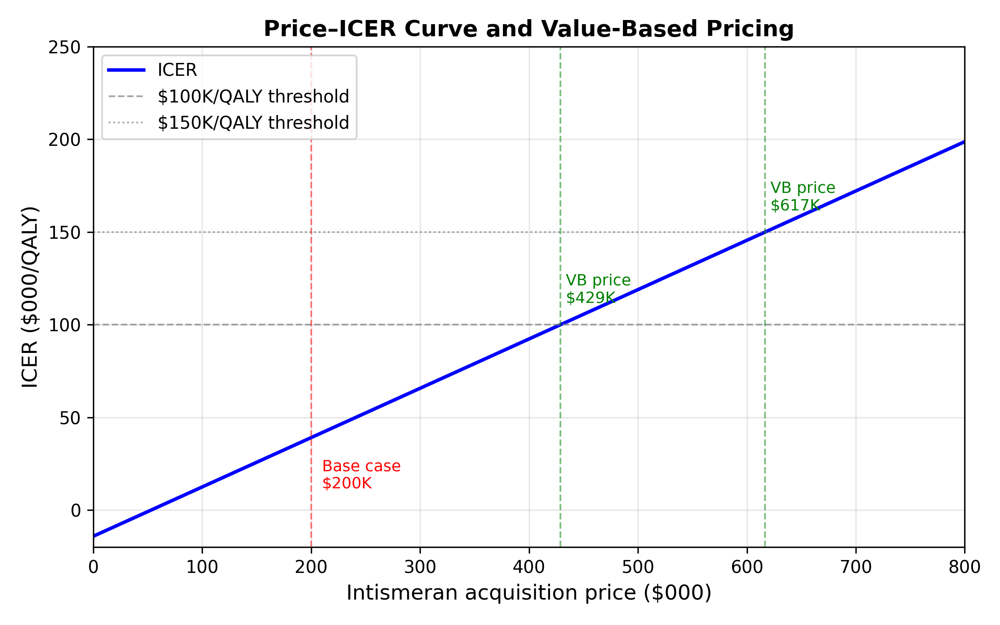 Price–ICER Curve and Value-Based Pricing
ICER ($000/QALY)
250
200
150
100
50
0
ICER
$100K/QALY threshold
$150K/QALY threshold
VB price
$617K
VB price
$429K
Base case
$200K
0 100 200 300 400 500 600 700 800
Intismeran acquisition price ($000)